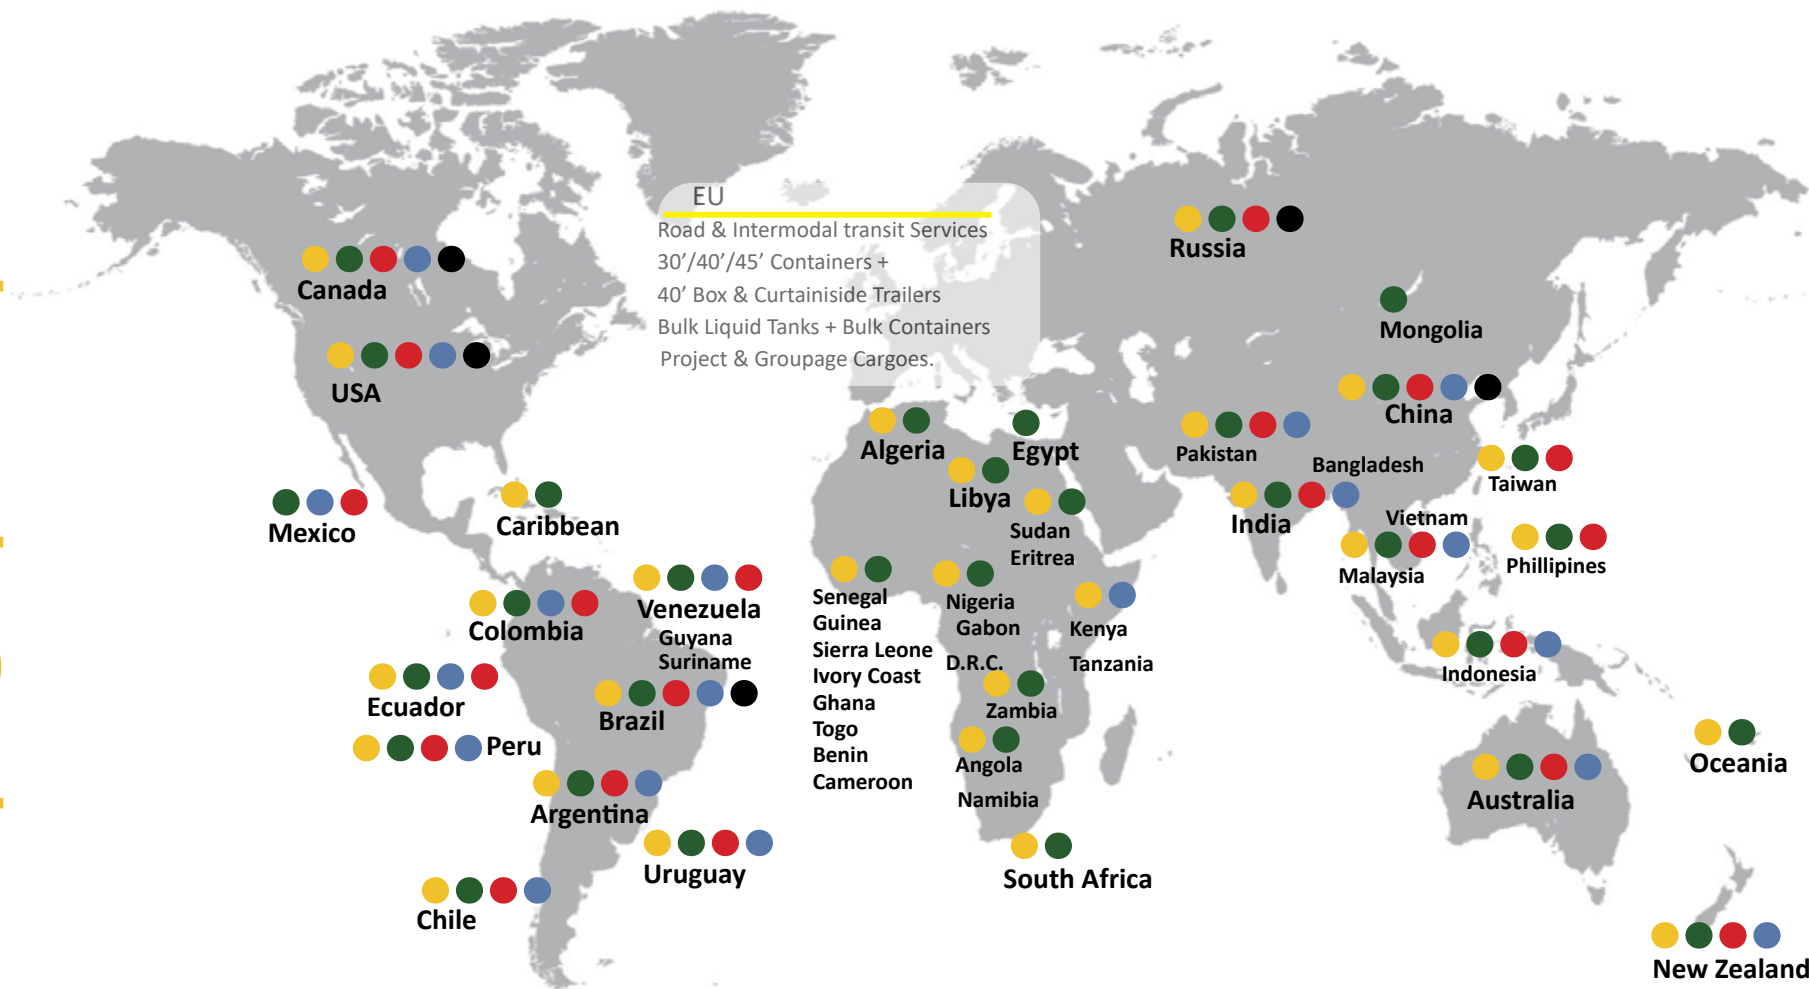 EU
Road & Intermodal transit Services
30’/40’/45’ Containers +
40’ Box & Curtainiside Trailers
Bulk Liquid Tanks + Bulk Containers
Project & Groupage Cargoes.
Russia
Canada
Mongolia
USA
China
Algeria
Egypt
Pakistan
Bangladesh
Taiwan
Libya
Mexico
Caribbean
India
Vietnam
Sudan
Eritrea
Phillipines
Malaysia
Venezuela
Guyana
Suriname
Colombia
Senegal
Guinea
Sierra Leone
Ivory Coast
Ghana
Togo
Benin
Cameroon
Nigeria
Gabon
D.R.C.
Kenya
Tanzania
Indonesia
Ecuador
Brazil
Zambia
Peru
Angola
Namibia
Oceania
Australia
Argentina
Uruguay
South Africa
Chile
New Zealand